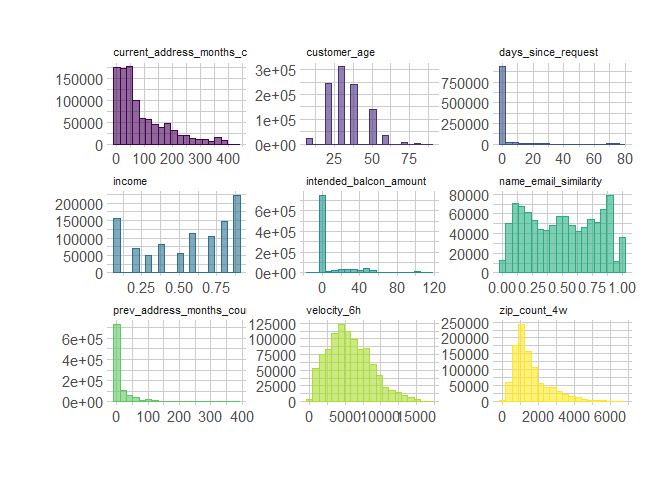 current_address_months_c
customer_age
days_since_request
150000
100000
50000
0
0 100 200 300 400
3e+05
2e+05
1e+05
0e+00
25 50 75
750000
500000
250000
0
0 20 40 60 80
income
intended_balcon_amount
name_email_similarity
200000
150000
100000
50000
0
0.25 0.50 0.75
6e+05
4e+05
2e+05
0e+00
0 40 80 120
80000
60000
40000
20000
0
0.00 0.25 0.50 0.75 1.00
prev_address_months_cou
velocity_6h
zip_count_4w
6e+05
4e+05
2e+05
0e+00
0 100 200 300 400
125000
100000
75000
50000
25000
0
0 5000 10000 15000
250000
200000
150000
100000
50000
0
0 2000 4000 6000